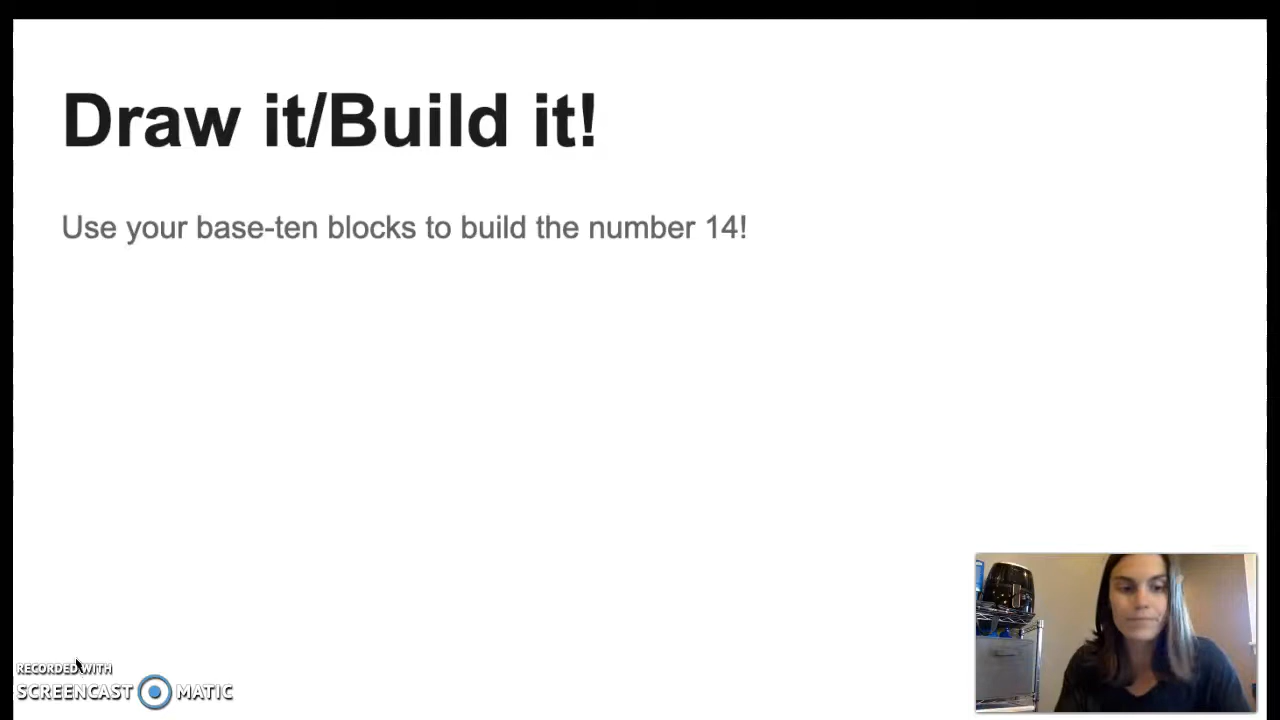 Draw it/Build it!
Use your base-ten blocks to build the number 14!
RECORDED WITH
SCREENCAST MATIC